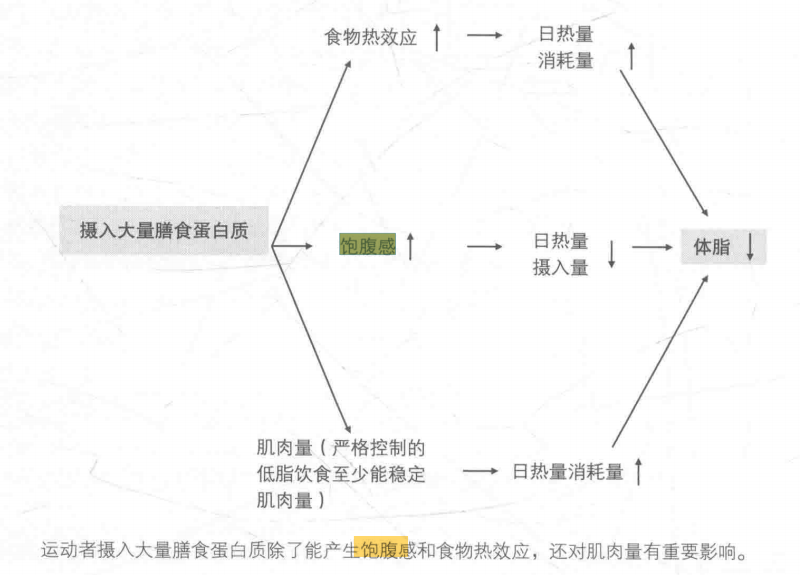 食物热效应 ↑ → 日热量
消耗量 ↑
摄入大量膳食蛋白质
饱腹感 ↑ → 日热量
摄入量 ↓ → 体脂 ↓
肌肉量（严格控制的
低脂饮食至少能稳定
肌肉量）
→ 日热量消耗量 ↑
运动者摄入大量膳食蛋白质除了能产生饱腹感和食物热效应，还对肌肉量有重要影响。